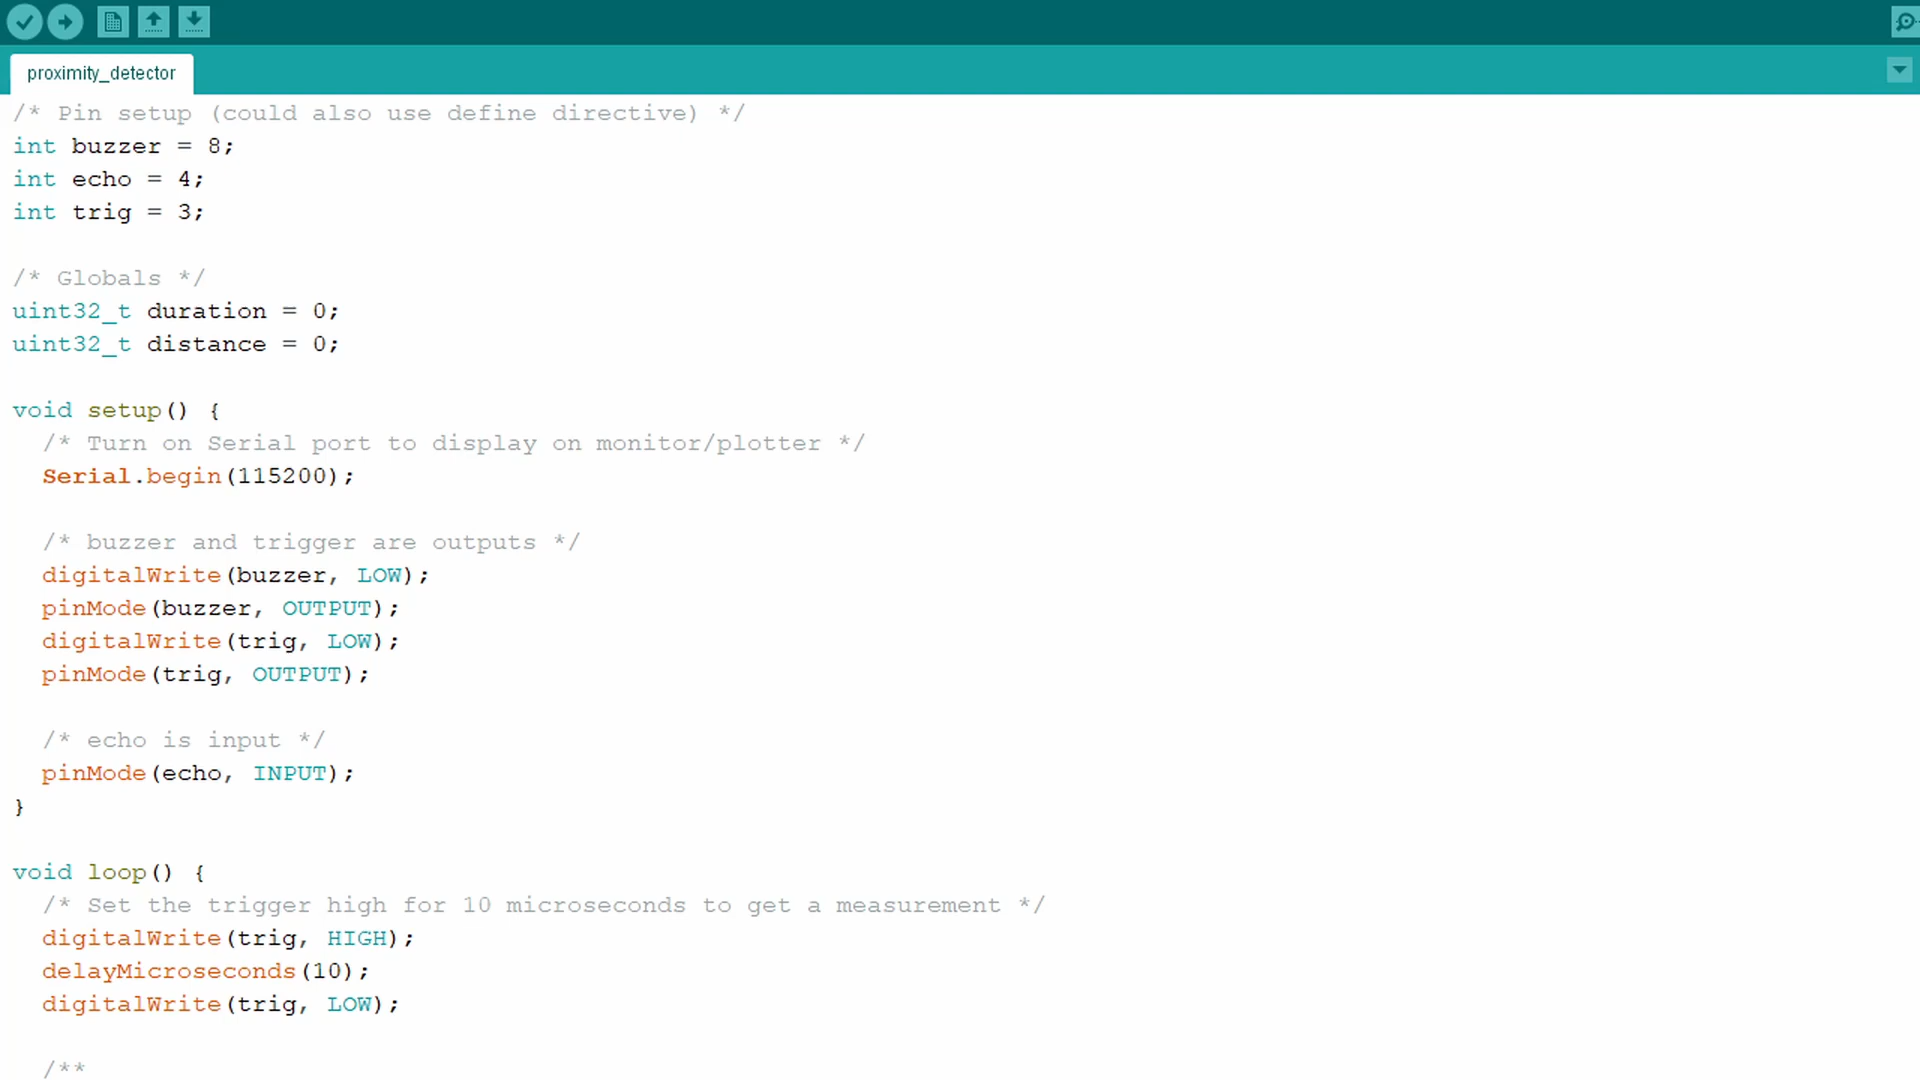 proximity_detector
/* Pin setup (could also use define directive) */
int buzzer = 8;
int echo = 4;
int trig = 3;
/* Globals */
uint32_t duration = 0;
uint32_t distance = 0;
void setup() {
/* Turn on Serial port to display on monitor/plotter */
Serial.begin(115200);
/* buzzer and trigger are outputs */
digitalWrite(buzzer, LOW);
pinMode(buzzer, OUTPUT);
digitalWrite(trig, LOW);
pinMode(trig, OUTPUT);
/* echo is input */
pinMode(echo, INPUT);
}
void loop() {
/* Set the trigger high for 10 microseconds to get a measurement */
digitalWrite(trig, HIGH);
delayMicroseconds(10);
digitalWrite(trig, LOW);
/**